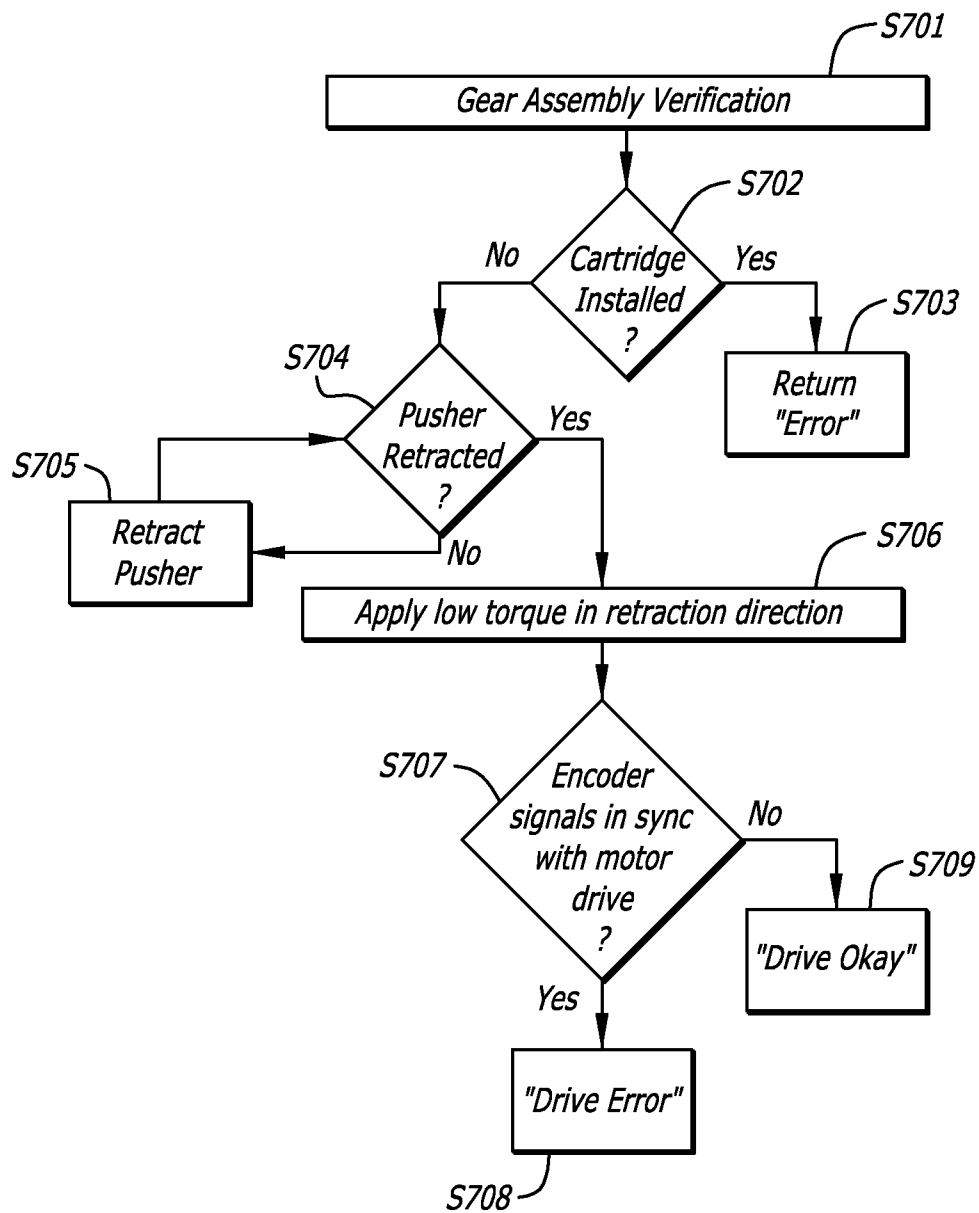 S701
Gear Assembly Verification
S702
No
Cartridge
Installed
?
Yes
S703
Return
"Error"
S704
Pusher
Retracted
?
Yes
S705
Retract
Pusher
No
S706
Apply low torque in retraction direction
S707
Encoder
signals in sync
with motor
drive
?
No
S709
"Drive Okay"
Yes
"Drive Error"
S708